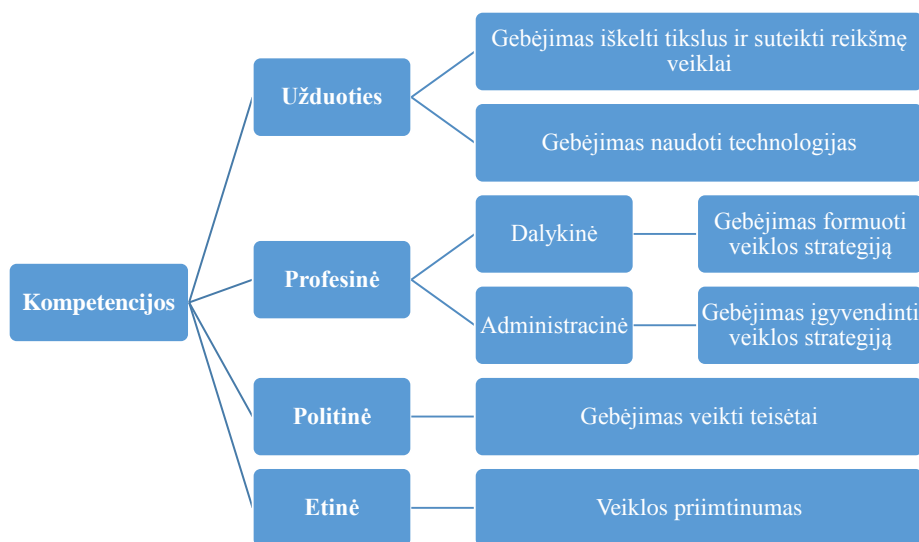 Kompetencijos
Užduoties
Gebėjimas iškelti tikslus ir suteikti reikšmę
veiklai
Gebėjimas naudoti technologijas
Profesinė
Dalykinė
Gebėjimas formuoti
veiklos strategiją
Administracinė
Gebėjimas įgyvendinti
veiklos strategiją
Politinė
Gebėjimas veikti teisėtai
Etinė
Veiklos priimtinumas